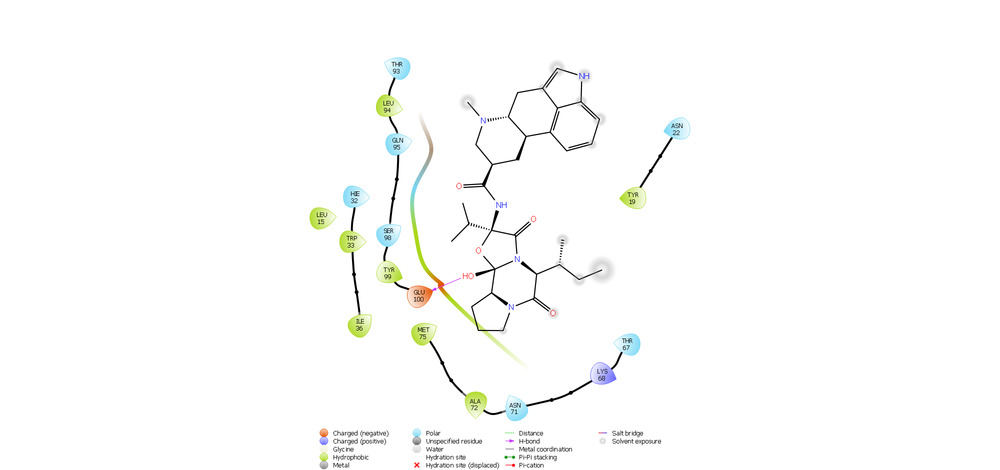 THR
93
LEU
94
GLN
95
HIE
32
LEU
15
TRP
33
SER
98
TYR
99
GLU
100
ILE
36
MET
75
ALA
72
ASN
71
LYS
68
THR
67
TYR
19
ASN
22
NH
N
O
NH
O
O
N
HO
N
O
Charged (negative)
Charged (positive)
Glycine
Hydrophobic
Metal
Polar
Unspecified residue
Water
Hydration site
Hydration site (displaced)
Distance
H-bond
Metal coordination
Pi-Pi stacking
Pi-cation
Salt bridge
Solvent exposure